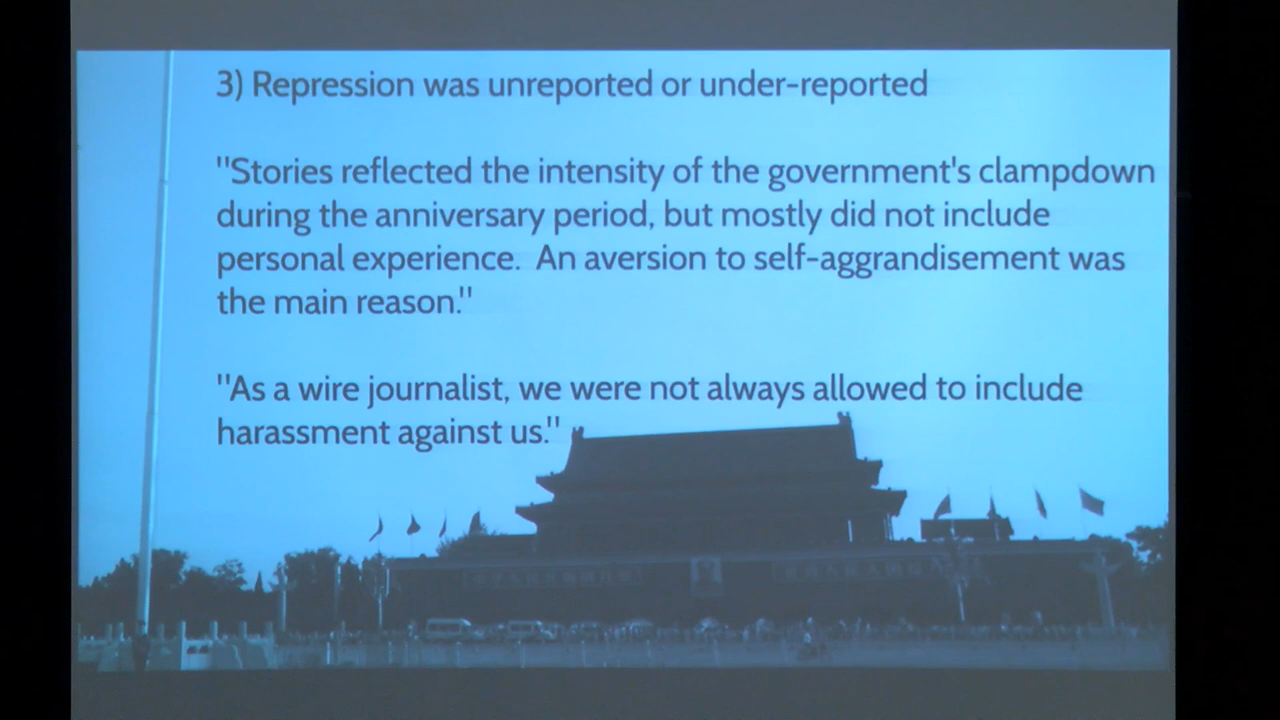 3) Repression was unreported or under-reported
"Stories reflected the intensity of the government's clampdown
during the anniversary period, but mostly did not include
personal experience.  An aversion to self-aggrandisement was
the main reason."
"As a wire journalist, we were not always allowed to include
harassment against us."